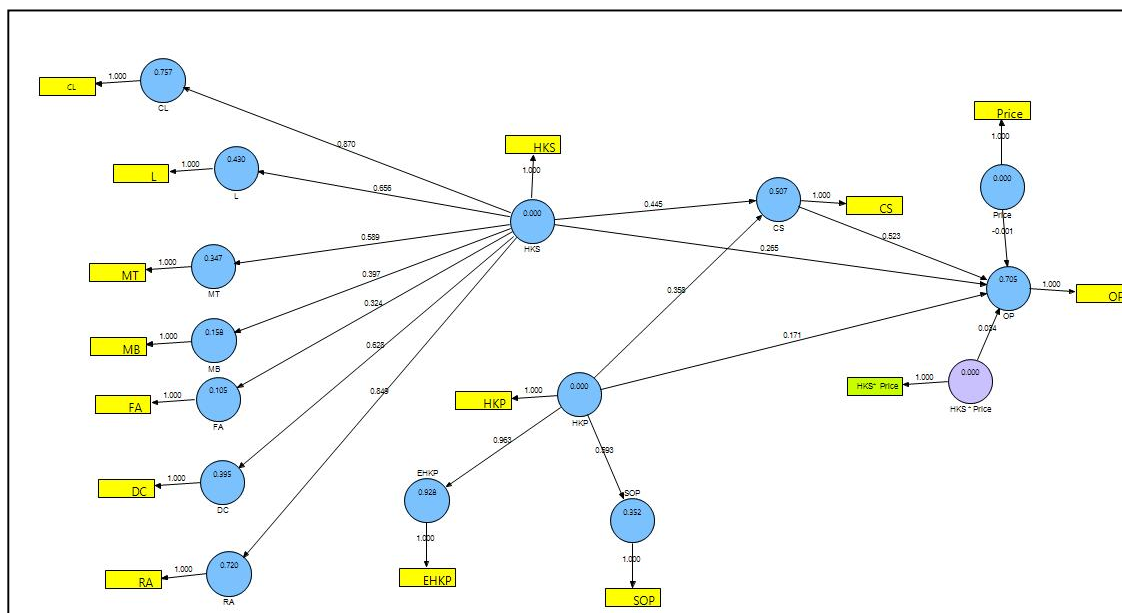 CL
1.000
0.757
CL
0.870
L
1.000
0.430
L
0.656
MT
1.000
0.347
MT
0.589
MB
1.000
0.158
MB
0.397
FA
1.000
0.105
FA
0.324
DC
1.000
0.395
DC
0.628
RA
1.000
0.720
RA
0.849
HKS
1.000
0.000
HKS
0.445
0.265
0.507
CS
1.000
CS
0.523
Price
1.000
0.000
Price
-0.001
0.705
OP
1.000
OP
0.034
HKS* Price
1.000
0.000
HKS * Price
0.171
HKP
1.000
0.000
HKP
0.963
EHKP
0.928
1.000
EHKP
SOP
0.352
1.000
SOP